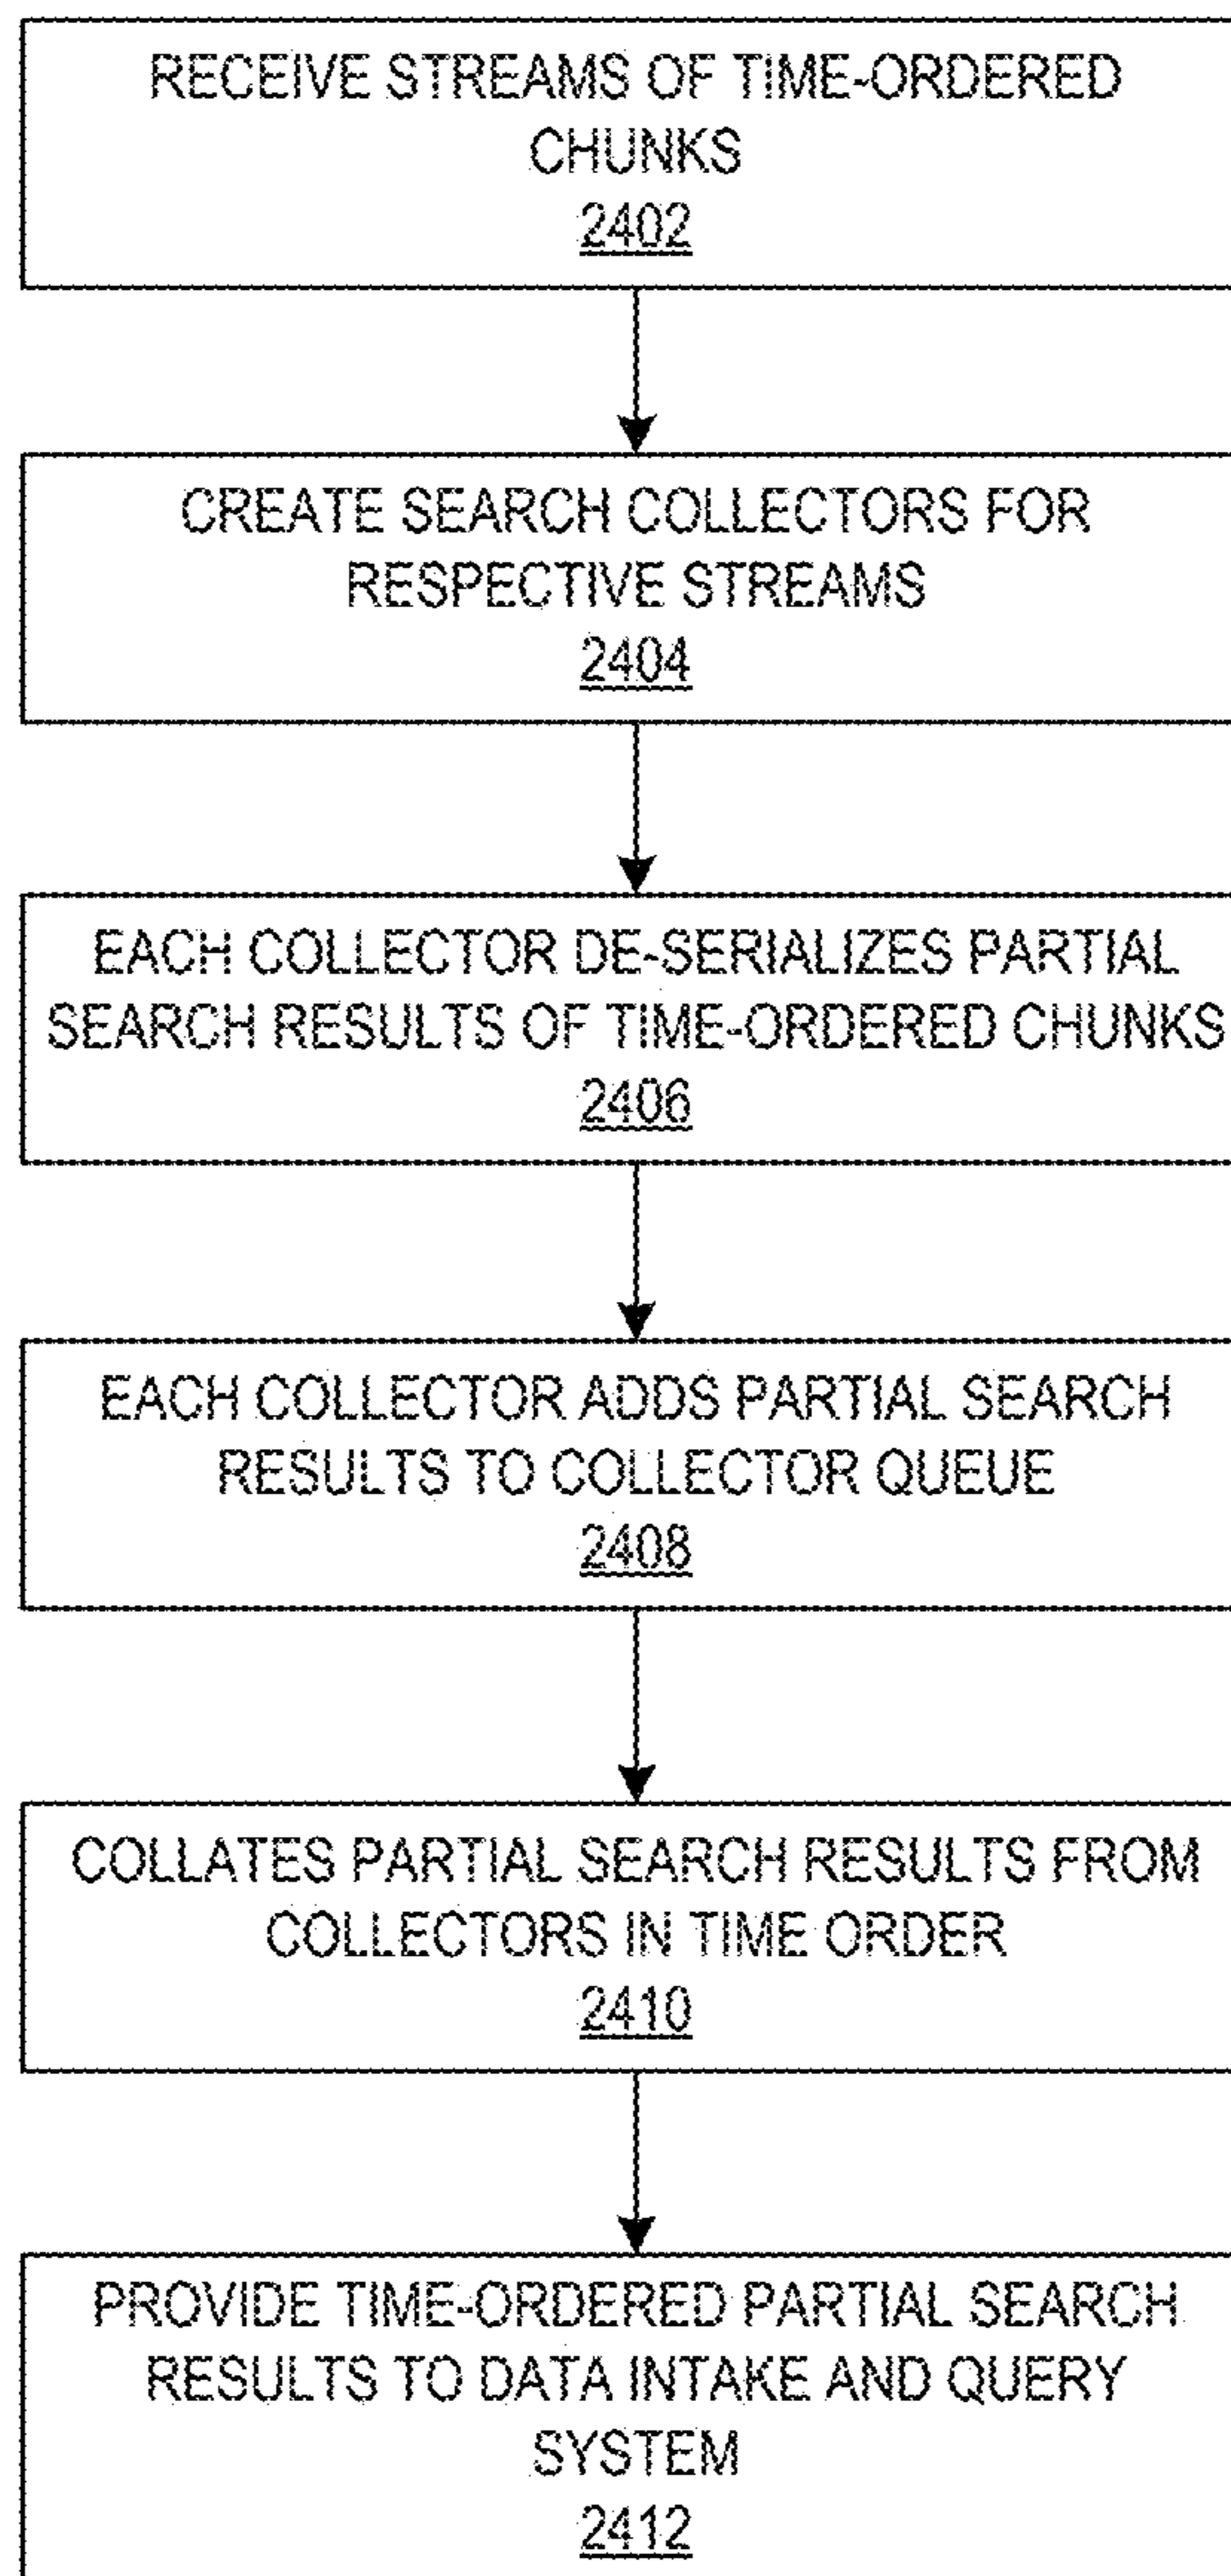 RECEIVE STREAMS OF TIME-ORDERED
CHUNKS
2402
CREATE SEARCH COLLECTORS FOR
RESPECTIVE STREAMS
2404
EACH COLLECTOR DE-SERIALIZES PARTIAL
SEARCH RESULTS OF TIME-ORDERED CHUNKS
2406
EACH COLLECTOR ADDS PARTIAL SEARCH
RESULTS TO COLLECTOR QUEUE
2408
COLLATES PARTIAL SEARCH RESULTS FROM
COLLECTORS IN TIME ORDER
2410
PROVIDE TIME-ORDERED PARTIAL SEARCH
RESULTS TO DATA INTAKE AND QUERY
SYSTEM
2412